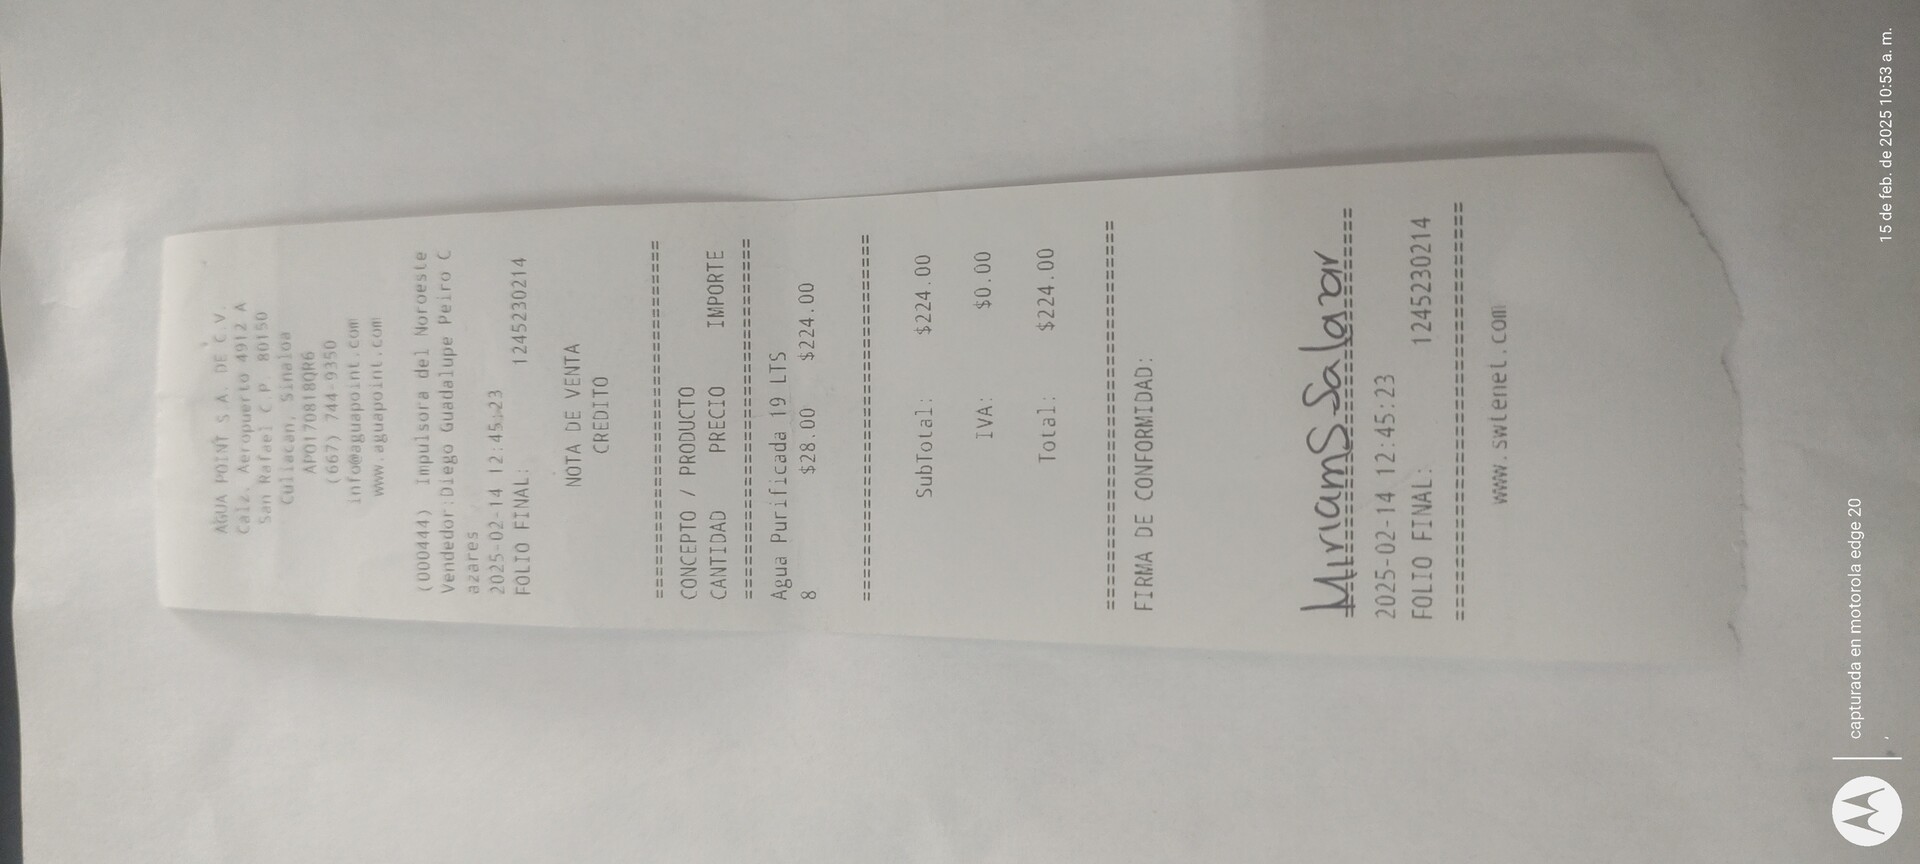 AGUA POINT S.A. DE C.V.
Calz. Aeropuerto 4912 A
San Rafael C.P. 80150
Culiacan, Sinaloa
APO170818QR6
(667) 744-9350
info@aguapoint.com
www.aguapoint.com
(000444) Impulsora del Noroeste
Vendedor:Diego Guadalupe Peiro C
azares
2025-02-14 12:45:23
FOLIO FINAL: 1245230214
NOTA DE VENTA
CREDITO
================================
CONCEPTO / PRODUCTO
CANTIDAD PRECIO IMPORTE
================================
Agua Purificada 19 LTS
8 $28.00 $224.00
================================
SubTotal: $224.00
IVA: $0.00
Total: $224.00
================================
FIRMA DE CONFORMIDAD:
Miriam Salazar
================================
2025-02-14 12:45:23
FOLIO FINAL: 1245230214
================================
www.swtenet.com
capturada en motorola edge 20
15 de feb. de 2025 10:53 a. m.